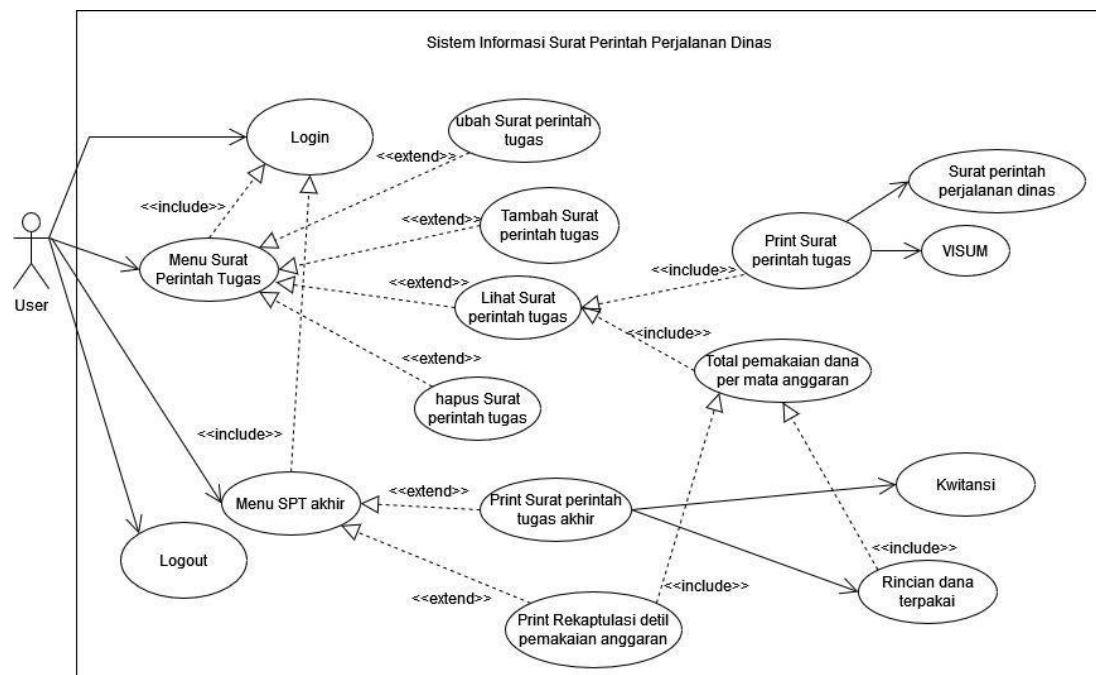 Sistem Informasi Surat Perintah Perjalanan Dinas
Login
ubah Surat perintah
tugas
<<extend>>
<<include>>
Tambah Surat
perintah tugas
<<extend>>
Surat perintah
perjalanan dinas
Print Surat
perintah tugas
VISUM
Menu Surat
Perintah Tugas
User
<<extend>>
Lihat Surat
perintah tugas
<<include>>
<<include>>
Total pemakaian dana
per mata anggaran
<<extend>>
hapus Surat
perintah tugas
<<include>>
Menu SPT akhir
<<extend>>
Print Surat perintah
tugas akhir
Kwitansi
Logout
<<include>>
Rincian dana
terpakai
<<extend>>
<<include>>
Print Rekaptulasi detil
pemakaian anggaran